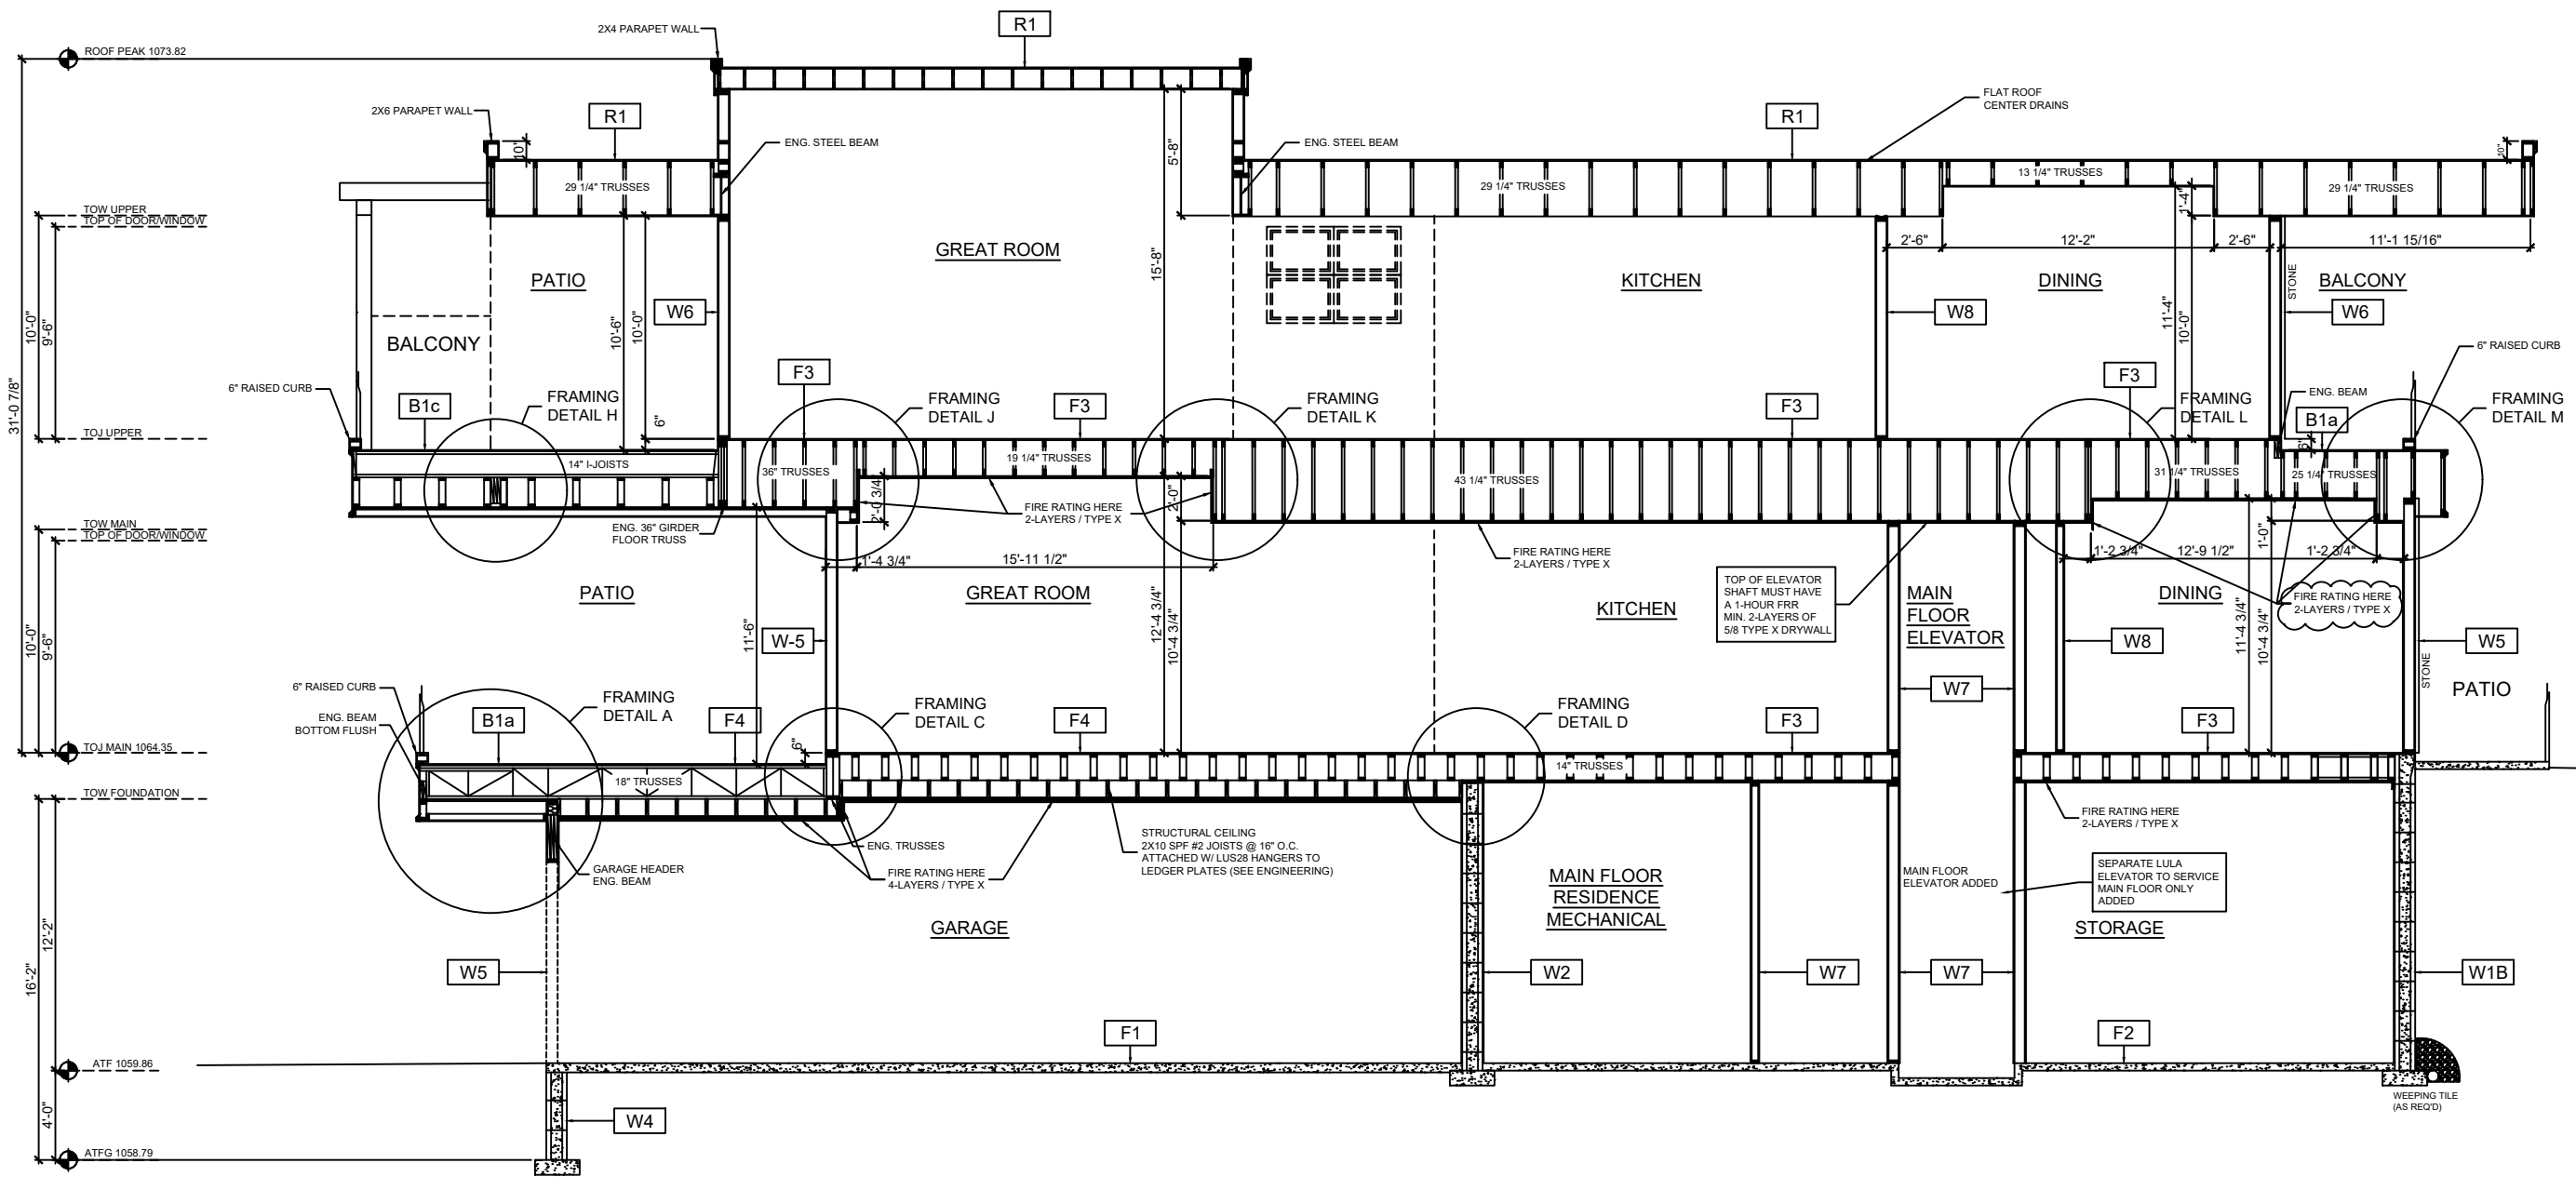 R1
2X4 PARAPET WALL
ROOF PEAK 1073.82
FLAT ROOF
CENTER DRAINS
2X6 PARAPET WALL
R1
R1
10"
ENG. STEEL BEAM
5'-8"
ENG. STEEL BEAM
10"
13 1/4" TRUSSES
29 1/4" TRUSSES
29 1/4" TRUSSES
29 1/4" TRUSSES
1'-4"
TOW UPPER
TOP OF DOOR/WINDOW
2'-6"
12'-2"
2'-6"
11'-1 15/16"
GREAT ROOM
15'-8"
PATIO
KITCHEN
DINING
STONE
BALCONY
W6
W8
W6
10'-0"
9'-6"
10'-6"
10'-0"
11'-4"
10'-0"
BALCONY
6" RAISED CURB
31'-0 7/8"
F3
F3
6" RAISED CURB
B1c
FRAMING
DETAIL H
6"
FRAMING
DETAIL J
F3
FRAMING
DETAIL K
F3
FRAMING
DETAIL L
ENG. BEAM
B1a
FRAMING
DETAIL M
TOJ UPPER
6"
14" I-JOISTS
36" TRUSSES
19 1/4" TRUSSES
43 1/4" TRUSSES
31 1/4" TRUSSES
25 1/4" TRUSSES
2'-0 3/4"
2'-0"
FIRE RATING HERE
2-LAYERS / TYPE X
1'-0"
TOW MAIN
TOP OF DOOR/WINDOW
ENG. 36" GIRDER
FLOOR TRUSS
1'-4 3/4"
15'-11 1/2"
FIRE RATING HERE
2-LAYERS / TYPE X
1'-2 3/4"
12'-9 1/2"
1'-2 3/4"
PATIO
GREAT ROOM
KITCHEN
TOP OF ELEVATOR
SHAFT MUST HAVE
A 1-HOUR FRR
MIN. 2-LAYERS OF
5/8 TYPE X DRYWALL
MAIN
FLOOR
ELEVATOR
DINING
FIRE RATING HERE
2-LAYERS / TYPE X
10'-0"
9'-6"
11'-6"
W-5
12'-4 3/4"
10'-4 3/4"
W8
11'-4 3/4"
10'-4 3/4"
W5
STONE
PATIO
6" RAISED CURB
ENG. BEAM
BOTTOM FLUSH
B1a
FRAMING
DETAIL A
F4
FRAMING
DETAIL C
F4
FRAMING
DETAIL D
F3
W7
F3
TOJ MAIN 1064.35
6"
18" TRUSSES
14" TRUSSES
TOW FOUNDATION
ENG. TRUSSES
STRUCTURAL CEILING
2X10 SPF #2 JOISTS @ 16" O.C.
ATTACHED W/ LUS28 HANGERS TO
LEDGER PLATES (SEE ENGINEERING)
FIRE RATING HERE
2-LAYERS / TYPE X
GARAGE HEADER
ENG. BEAM
FIRE RATING HERE
4-LAYERS / TYPE X
MAIN FLOOR
RESIDENCE
MECHANICAL
MAIN FLOOR
ELEVATOR ADDED
SEPARATE LULA
ELEVATOR TO SERVICE
MAIN FLOOR ONLY
ADDED
GARAGE
STORAGE
16'-2"
12'-2"
W5
W2
W7
W7
W1B
F1
F2
ATF 1059.86
4'-0"
W4
WEEPING TILE
(AS REQ'D)
ATFG 1058.79